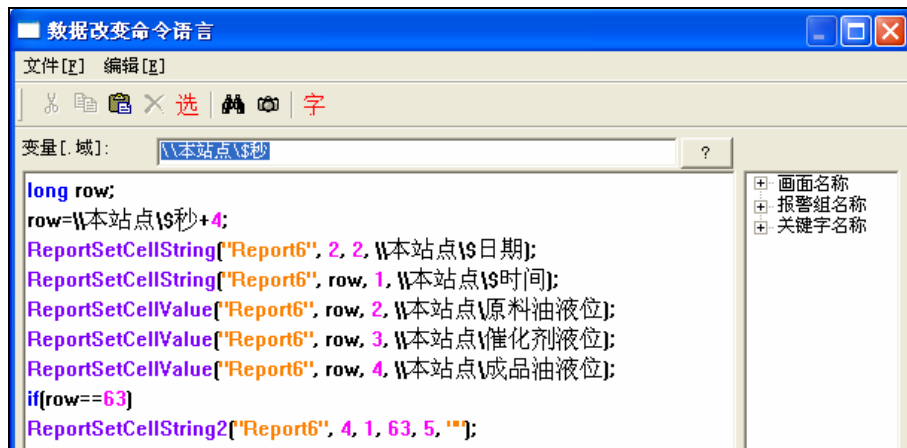 数据改变命令语言
文件[F] 编辑[E]
选 字
变量[.域]: \\本站点\$秒 ?
long row;
row=\\本站点\$秒+4;
ReportSetCellString("Report6", 2, 2, \\本站点\$日期);
ReportSetCellString("Report6", row, 1, \\本站点\$时间);
ReportSetCellValue("Report6", row, 2, \\本站点\原料油液位);
ReportSetCellValue("Report6", row, 3, \\本站点\催化剂液位);
ReportSetCellValue("Report6", row, 4, \\本站点\成品油液位);
if(row==63)
ReportSetCellString2("Report6", 4, 1, 63, 5, "");
画面名称
报警组名称
关键字名称